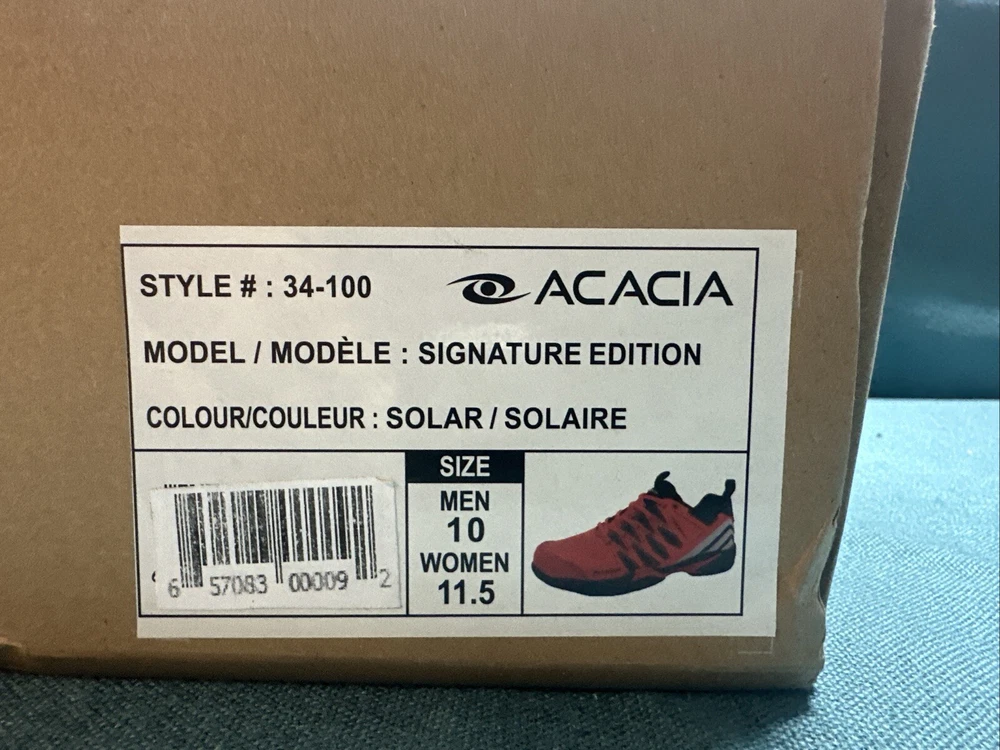 STYLE # : 34-100
ACACIA
MODEL / MODÈLE : SIGNATURE EDITION
COLOUR/COULEUR : SOLAR / SOLAIRE
SIZE
MEN
10
WOMEN
11.5
6 57083 00009 2